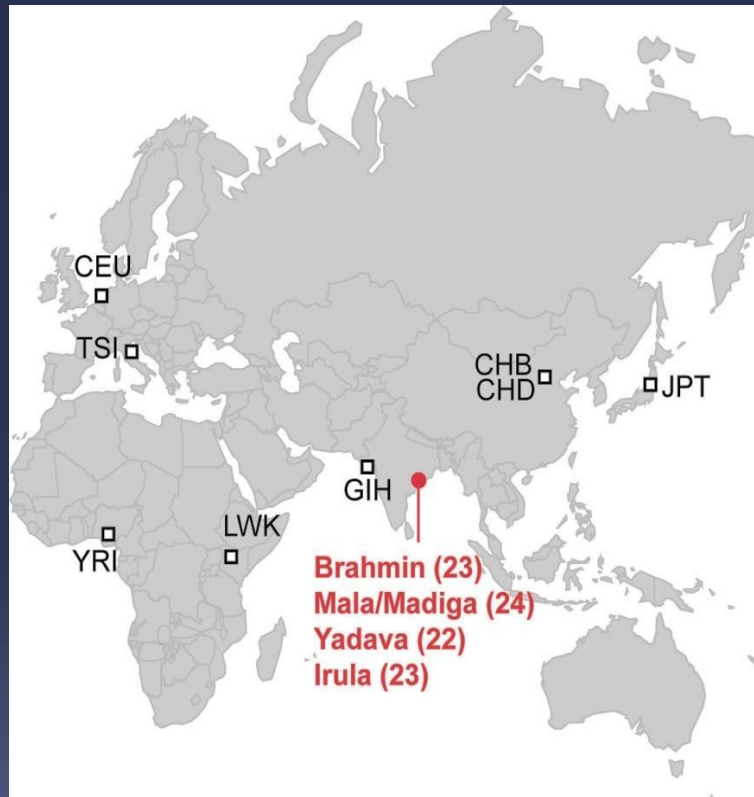 CEU
TSI
CHB
CHD
JPT
GIH
LWK
YRI
Brahmin (23)
Mala/Madiga (24)
Yadava (22)
Irula (23)